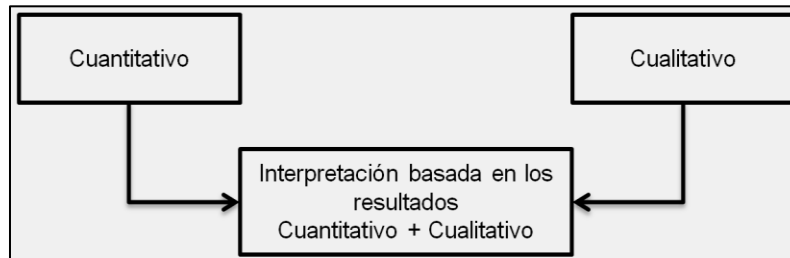 Cuantitativo
Cualitativo
Interpretación basada en los
resultados
Cuantitativo + Cualitativo